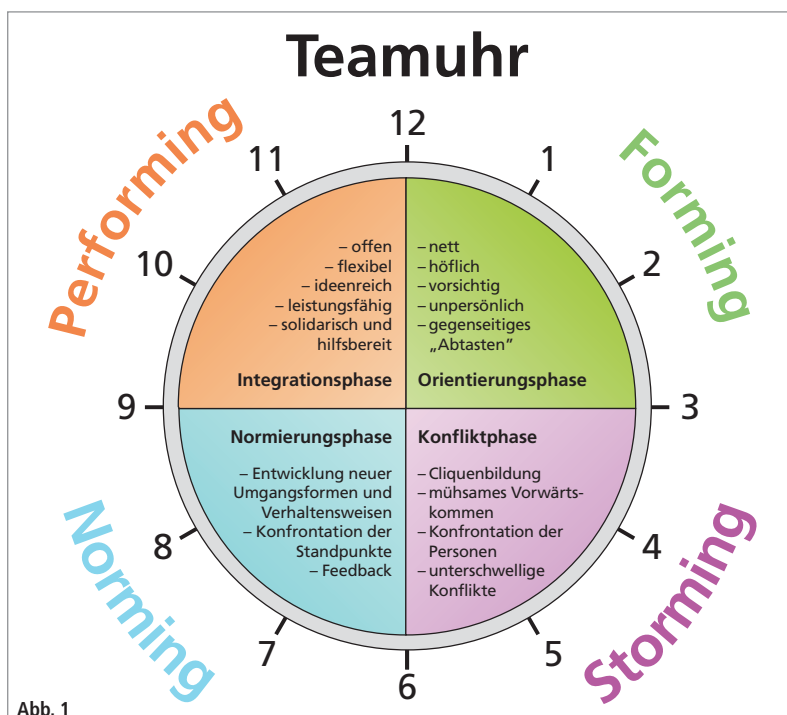 Teamuhr
12
1
2
3
4
5
6
7
8
9
10
11
Forming
Storming
Norming
Performing
– offen
– flexibel
– ideenreich
– leistungsfähig
– solidarisch und
hilfsbereit
Integrationsphase
– nett
– höflich
– vorsichtig
– unpersönlich
– gegenseitiges
„Abtasten“
Orientierungsphase
Normierungsphase
– Entwicklung neuer
Umgangsformen und
Verhaltensweisen
– Konfrontation der
Standpunkte
– Feedback
Konfliktphase
– Cliquenbildung
– mühsames Vorwärts-
kommen
– Konfrontation der
Personen
– unterschwellige
Konflikte
Abb. 1